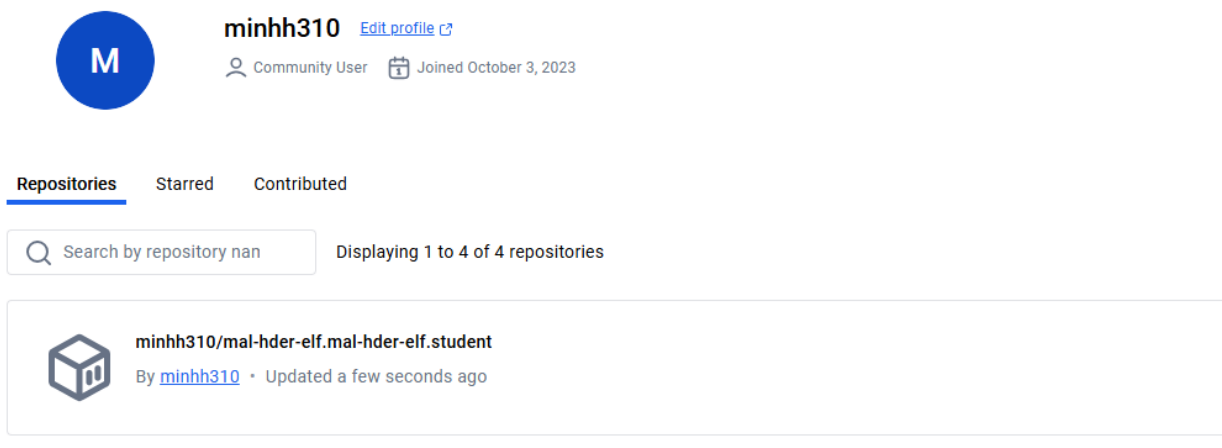 M
minhh310 Edit profile
Community User Joined October 3, 2023
Repositories Starred Contributed
Search by repository nan Displaying 1 to 4 of 4 repositories
minhh310/mal-hder-elf.mal-hder-elf.student
By minhh310 • Updated a few seconds ago